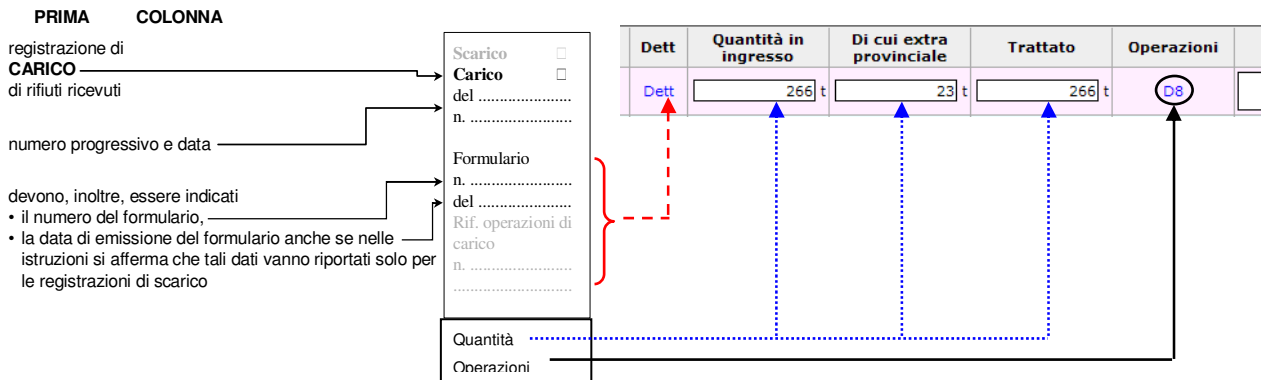 PRIMA COLONNA
registrazione di
CARICO
di rifiuti ricevuti
numero progressivo e data
devono, inoltre, essere indicati
• il numero del formulario,
• la data di emissione del formulario anche se nelle
istruzioni si afferma che tali dati vanno riportati solo per
le registrazioni di scarico
Scarico □
Carico □
del ......................
n. ........................
Formulario
n. ........................
del ......................
Rif. operazioni di
carico
n. ........................
............................
Quantità
Operazioni
Dett Quantità in ingresso Di cui extra provinciale Trattato Operazioni
Dett 266 t 23 t 266 t D8